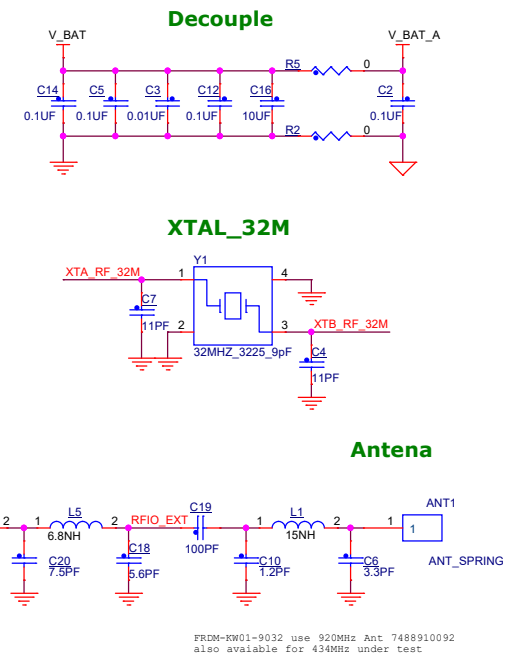 Decouple
V_BAT V_BAT_A
R5 0
C14 C5 C3 C12 C16 C2
0.1UF 0.1UF 0.01UF 0.1UF 10UF 0.1UF
R2 0
XTAL_32M
Y1
XTA_RF_32M 1 4
C7
11PF 2 3 XTB_RF_32M
32MHZ_3225_9pF C4
11PF
Antena
C19 ANT1
2 1 L5 2 RFIO_EXT 1 L1 2 1 1
6.8NH 100PF 15NH
C20 C18 C10 C6 ANT_SPRING
7.5PF 5.6PF 1.2PF 3.3PF
FRDM-KW01-9032 use 920MHz Ant 7488910092
also avaiable for 434MHz under test